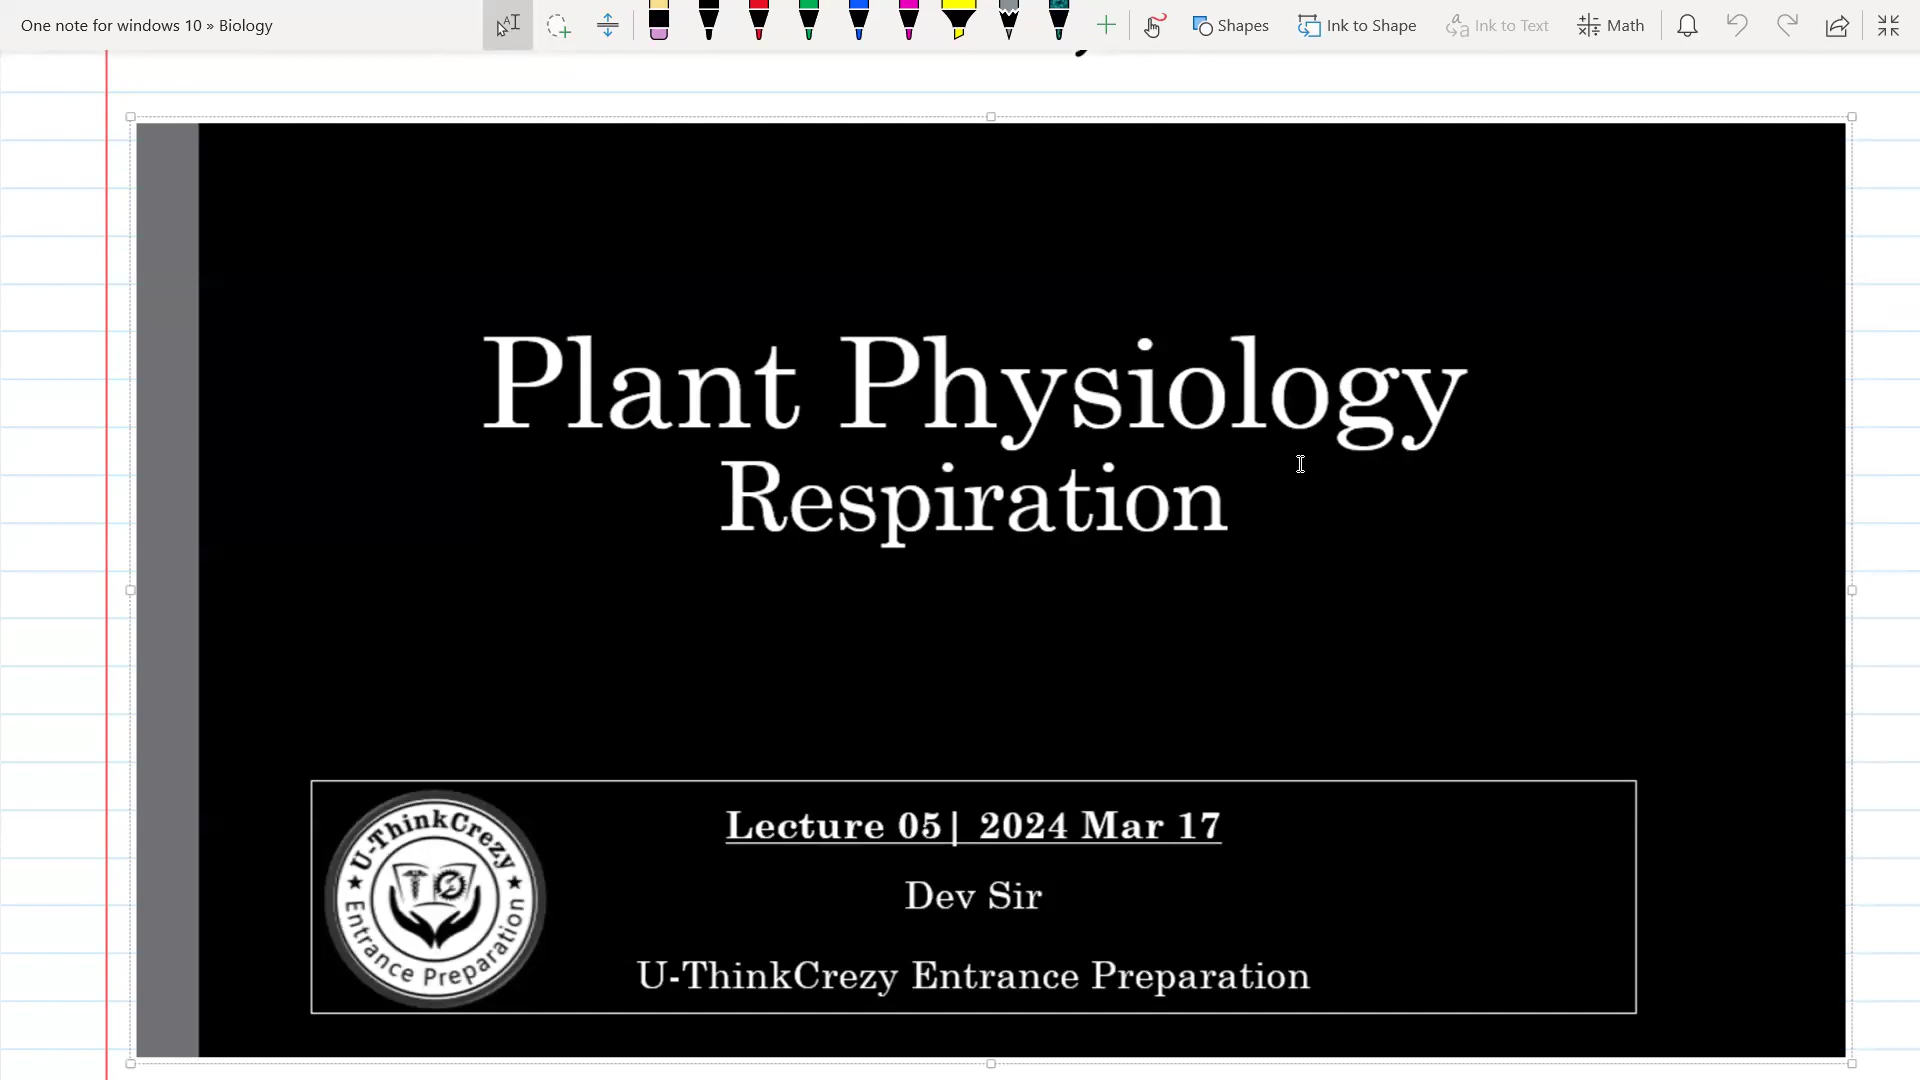 One note for windows 10 » Biology
Shapes
Ink to Shape
Ink to Text
Math
Plant Physiology
Respiration
Lecture 05| 2024 Mar 17
Dev Sir
U-ThinkCrezy Entrance Preparation
U-ThinkCrezy
Entrance Preparation